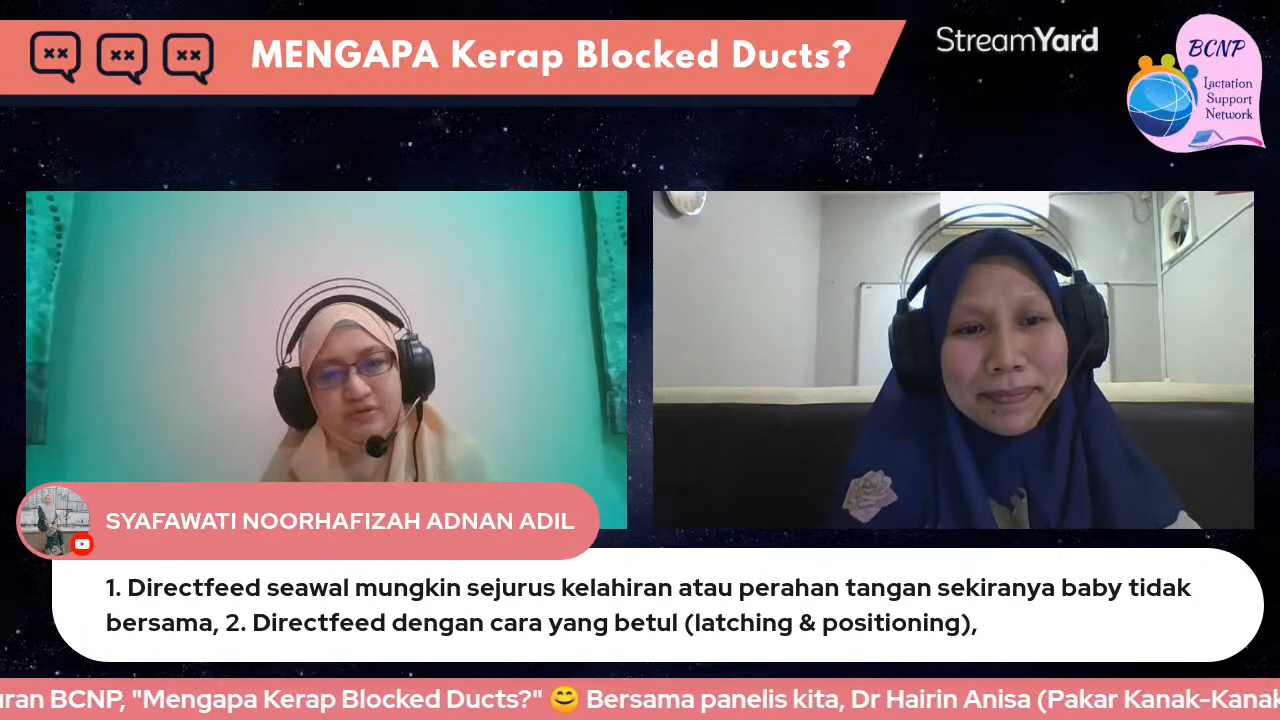 MENGAPA Kerap Blocked Ducts?
StreamYard
BCNP
Lactation
Support
Network
SYAFAWATI NOORHAFIZAH ADNAN ADIL
1. Directfeed seawal mungkin sejurus kelahiran atau perahan tangan sekiranya baby tidak
bersama, 2. Directfeed dengan cara yang betul (latching & positioning),
BCNP, "Mengapa Kerap Blocked Ducts?" 😊 Bersama panelis kita, Dr Hairin Anisa (Pakar Kanak-Kanak